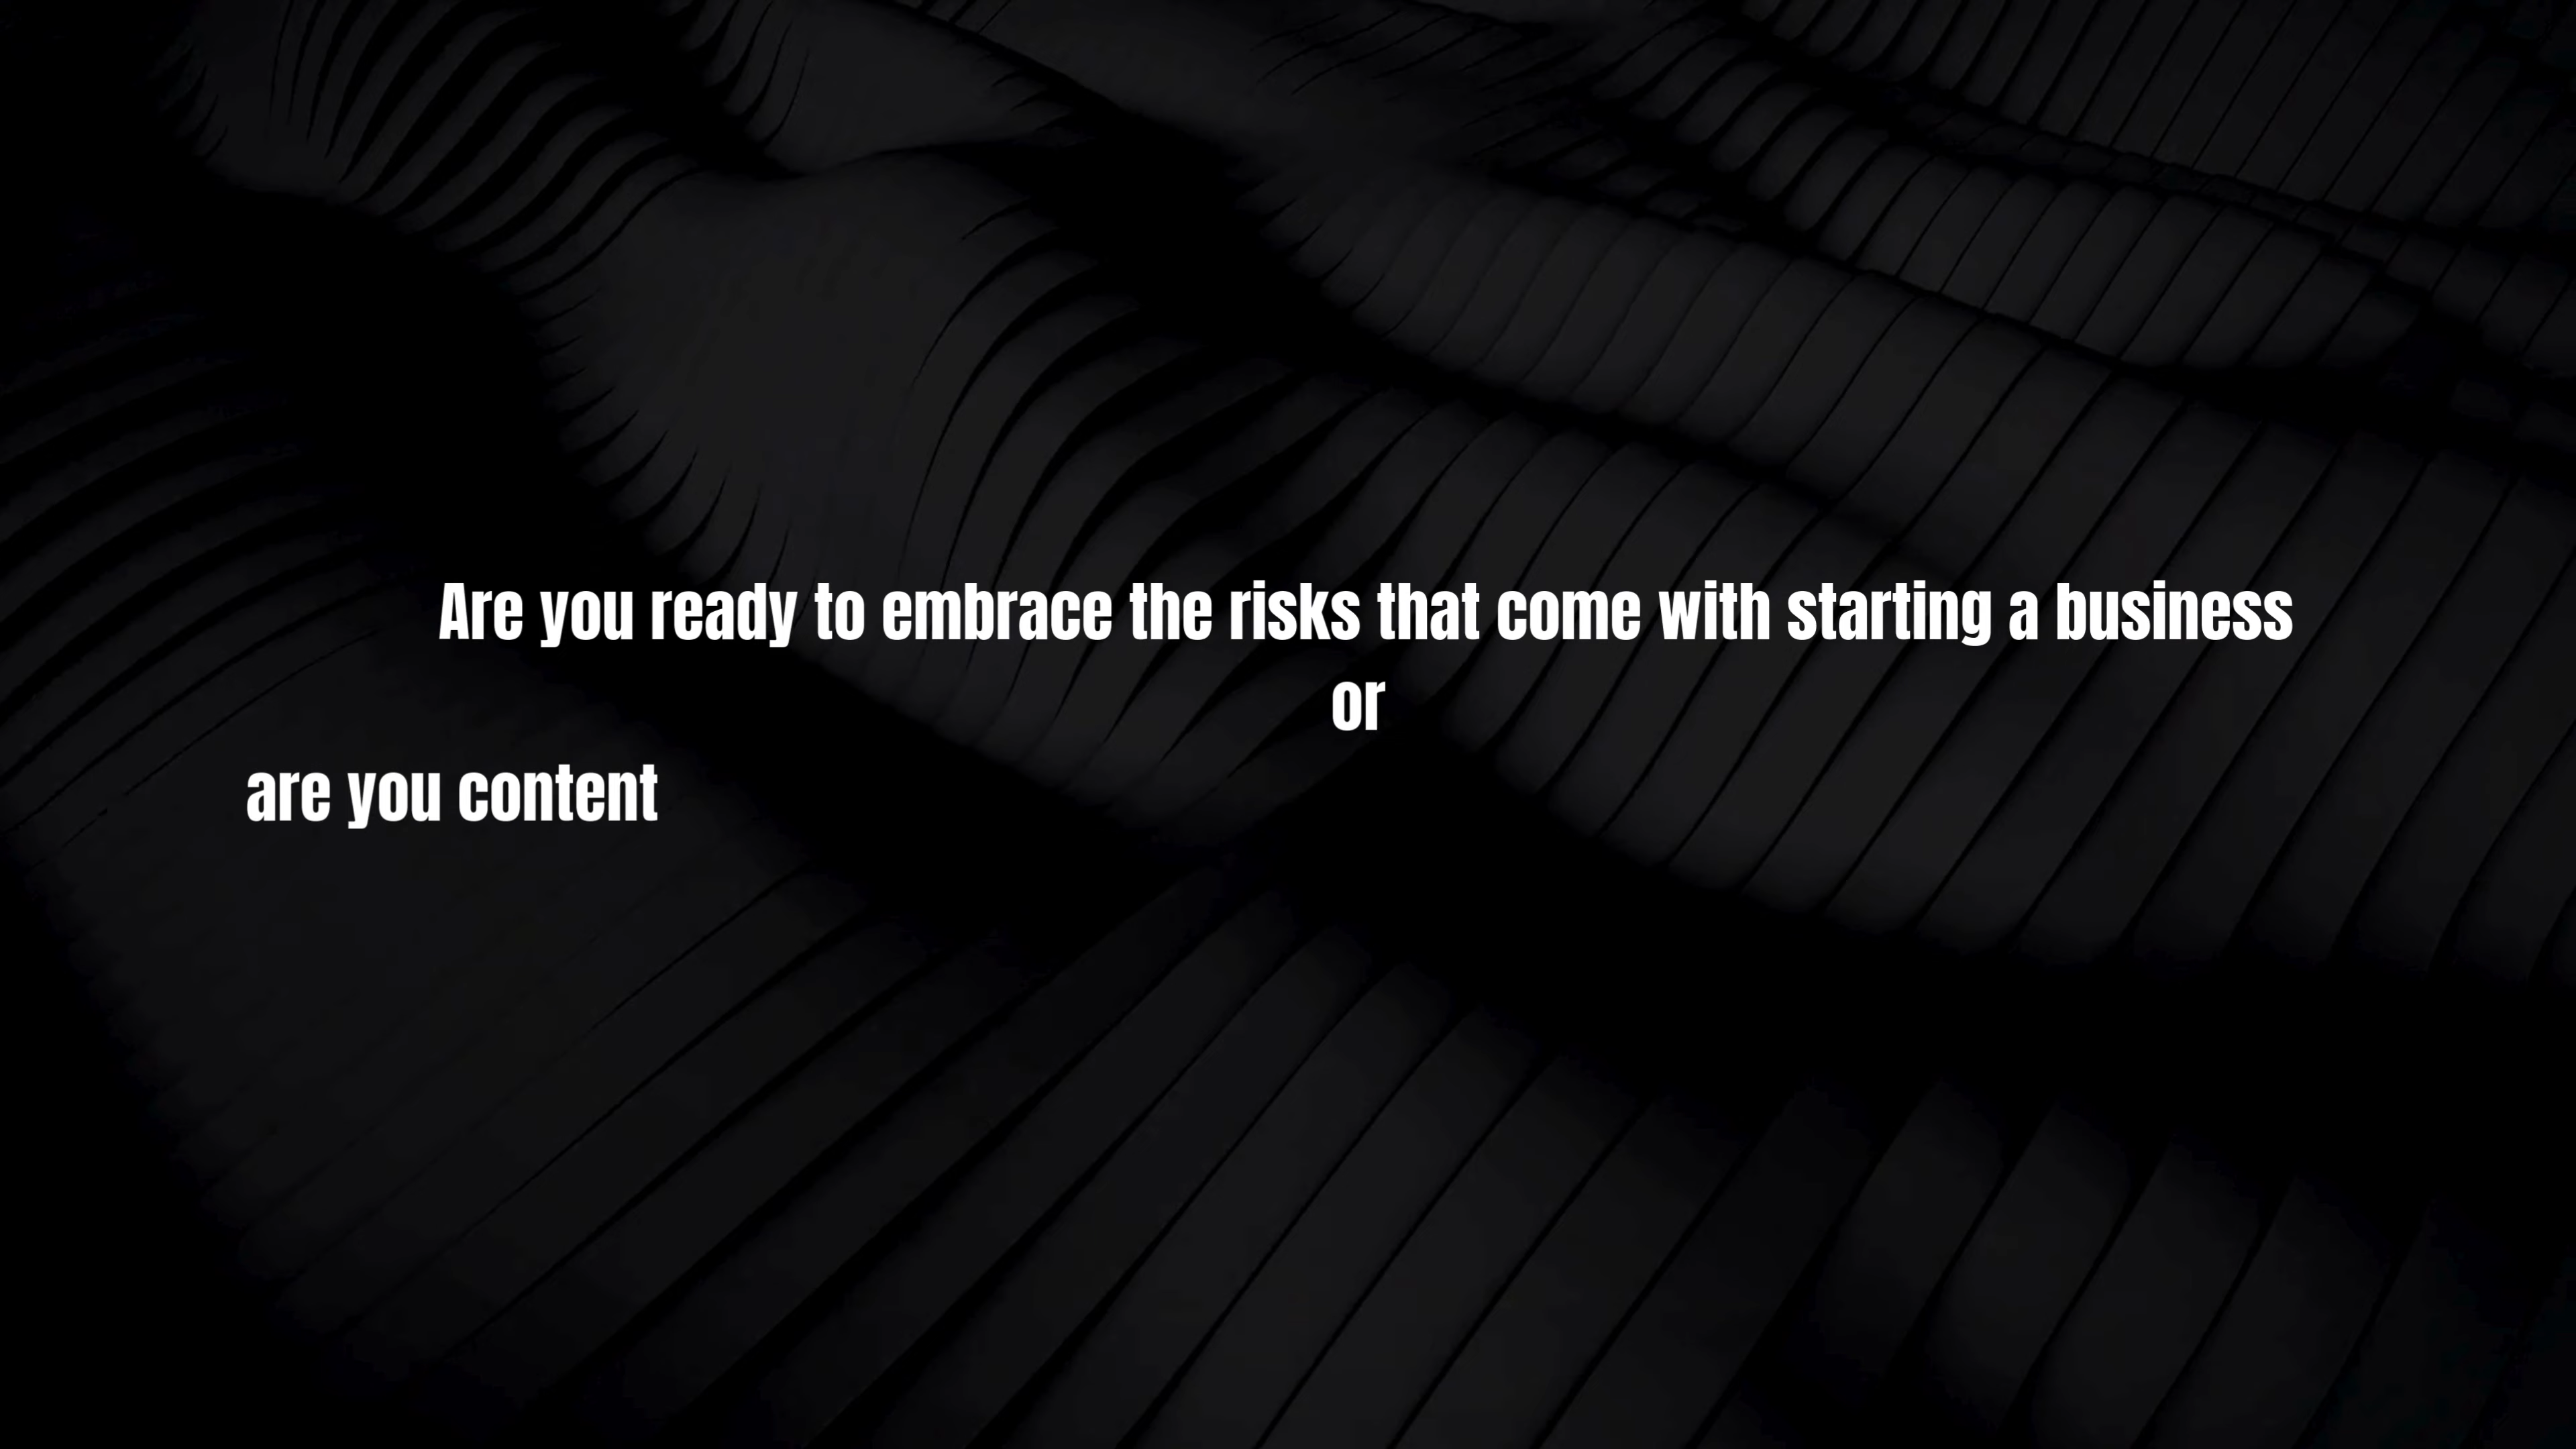 Are you ready to embrace the risks that come with starting a business
or
are you content